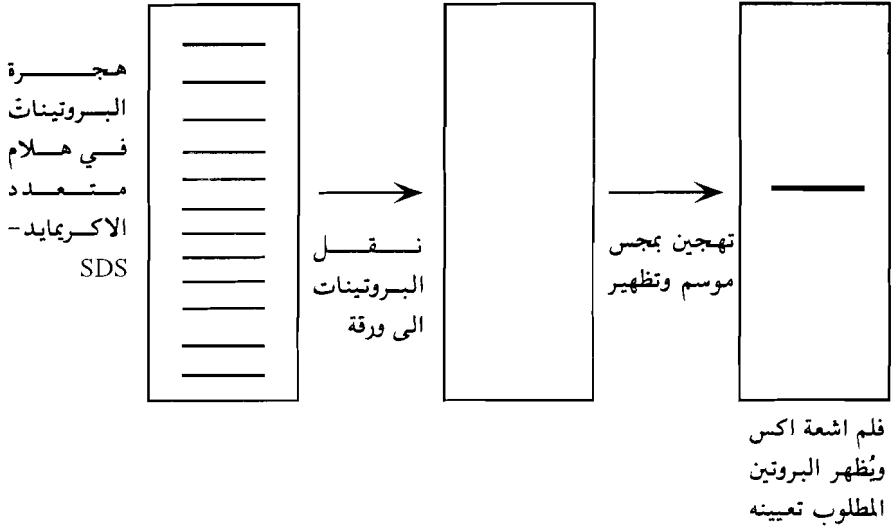 هجرة
البروتينات
في هلام
متعدد
الاكريمايد-
SDS
نقل
البروتينات
الى ورقة
تهجين بمجس
موسم وتظهير
فلم اشعة اكس
ويُظهر البروتين
المطلوب تعيينه